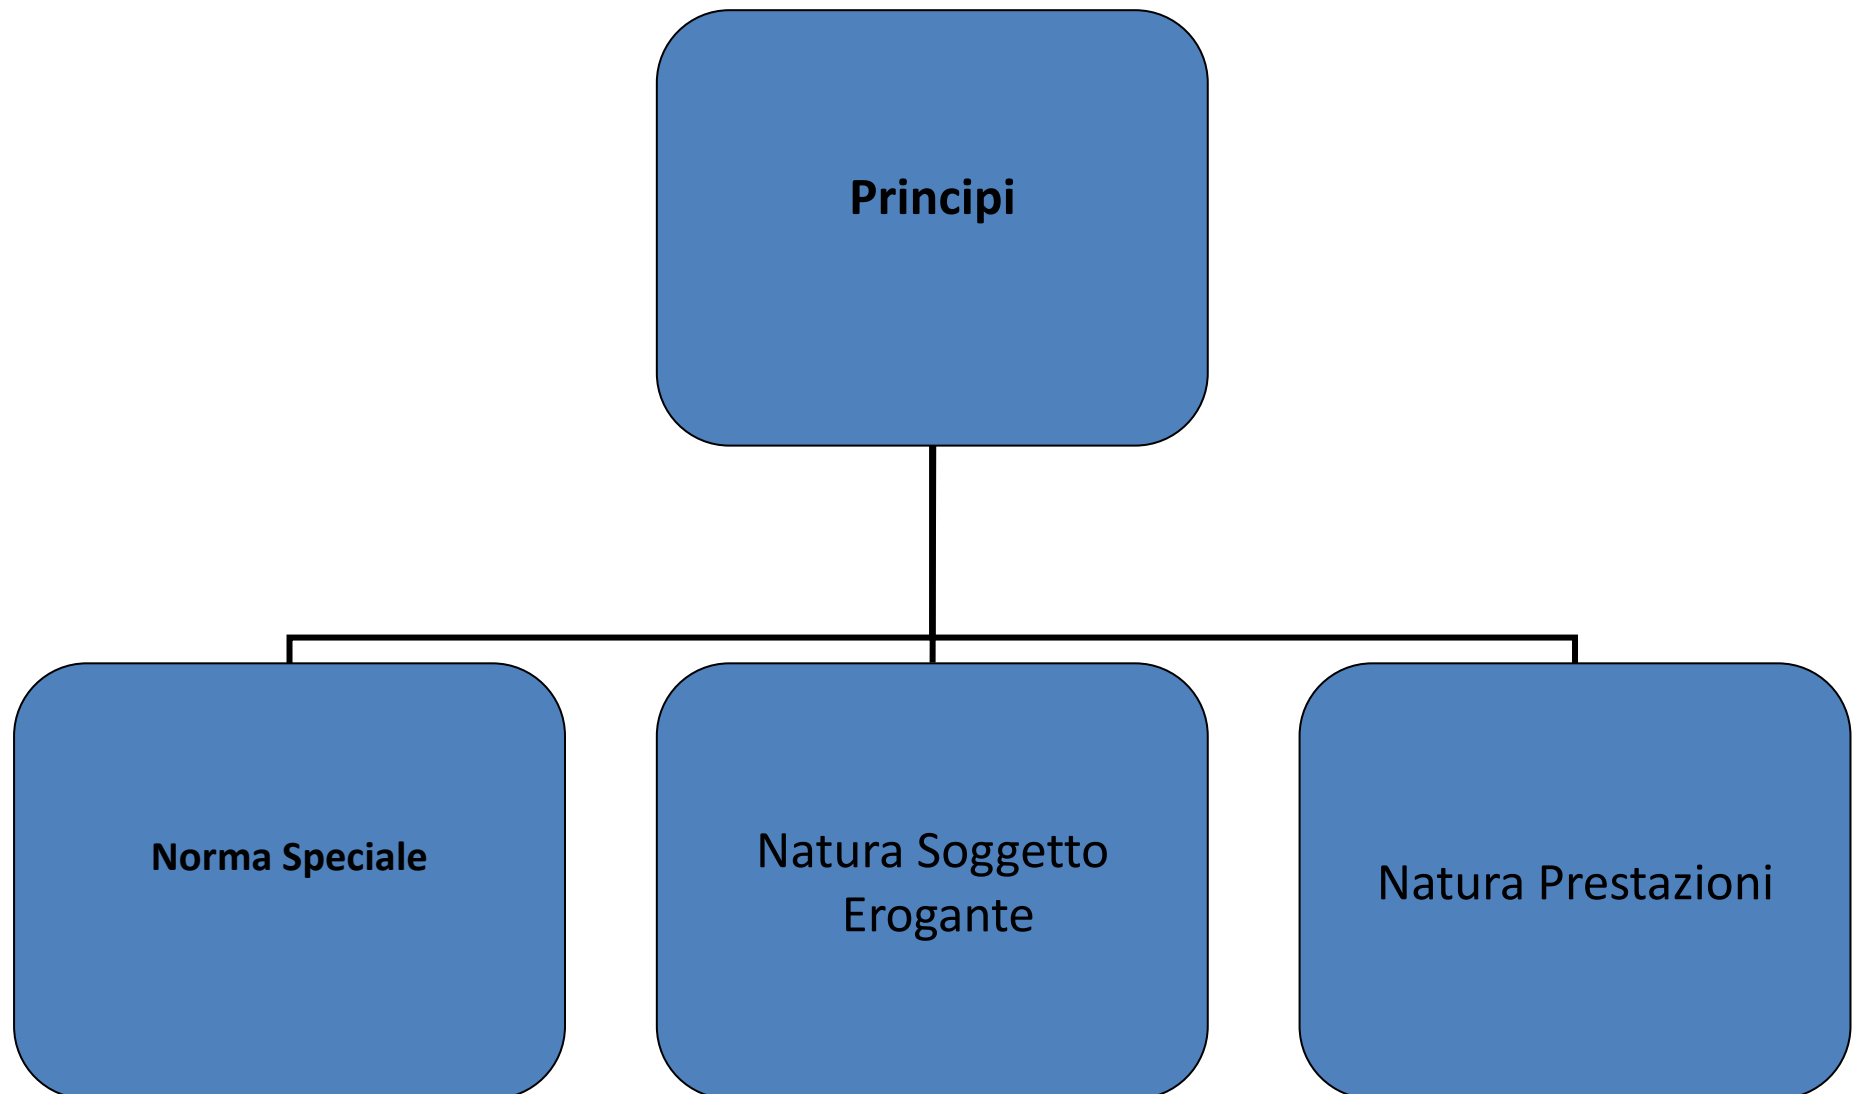 Principi
Norma Speciale
Natura Soggetto
Erogante
Natura Prestazioni